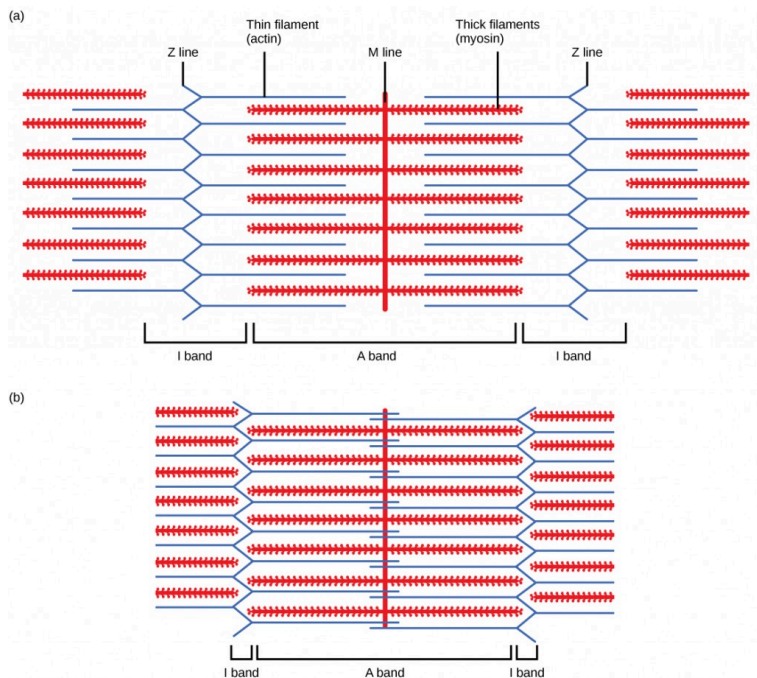 (a)
Thin filament
(actin)
Thick filaments
(myosin)
Z line
M line
Z line
I band
A band
I band
(b)
I band
A band
I band